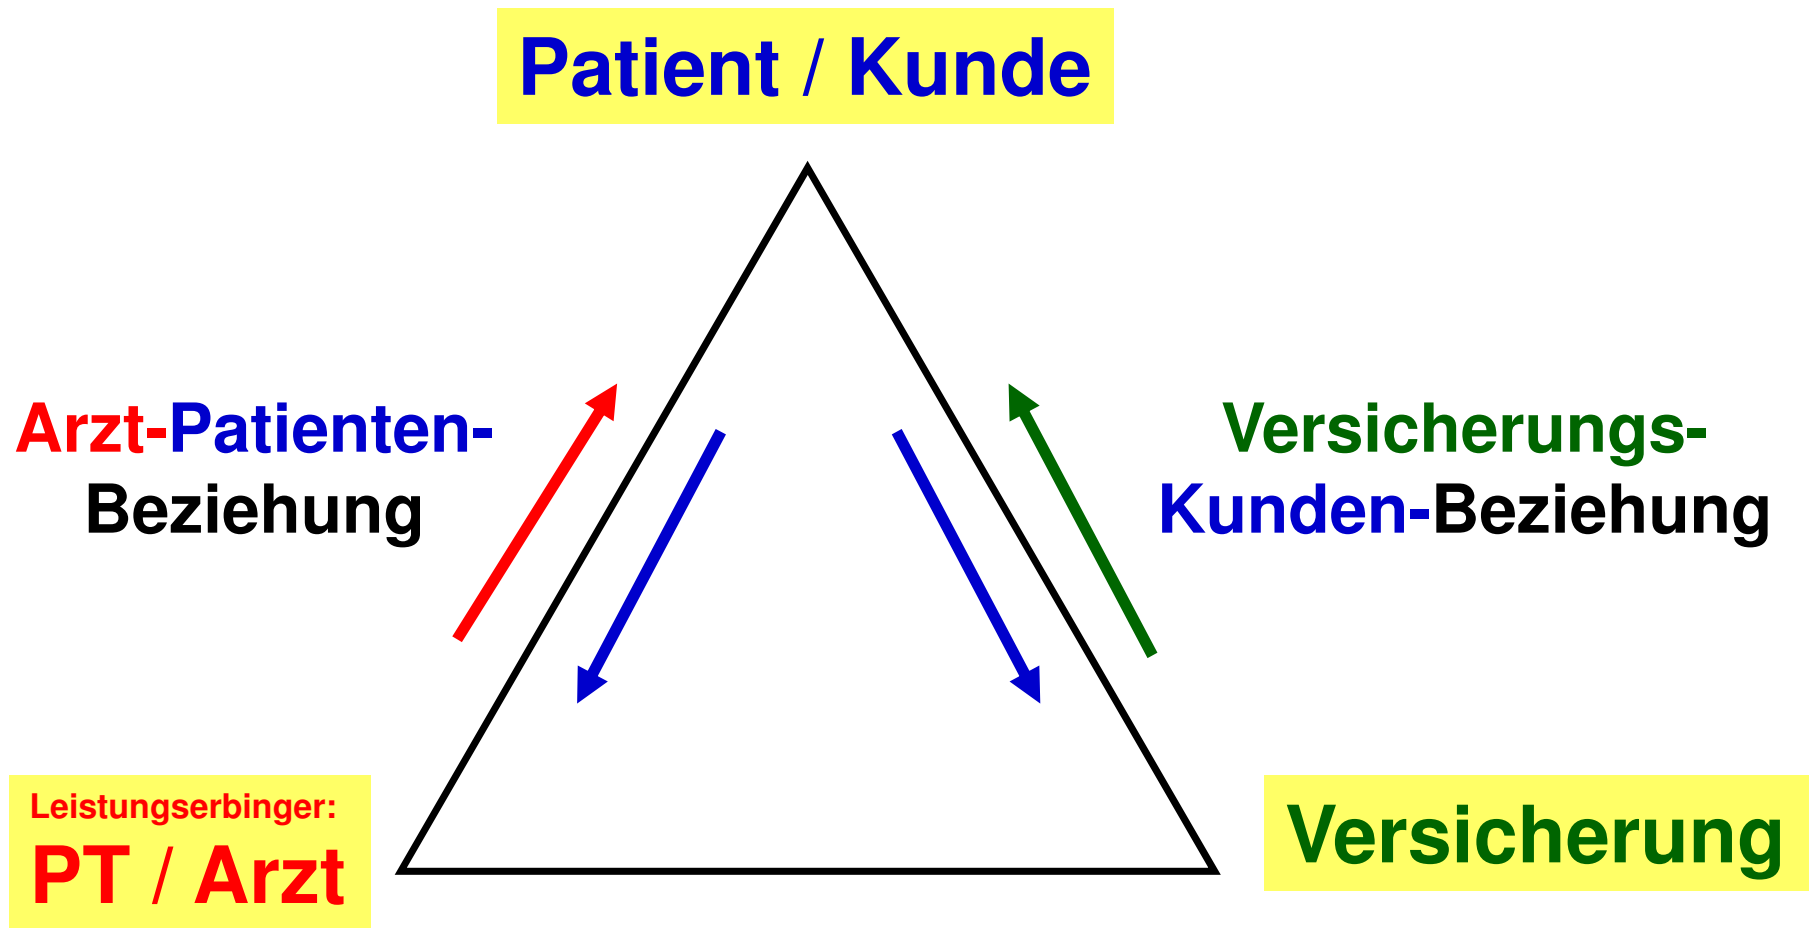 Patient / Kunde
Arzt-Patienten-
Beziehung
Versicherungs-
Kunden-Beziehung
Leistungserbinger:
PT / Arzt
Versicherung